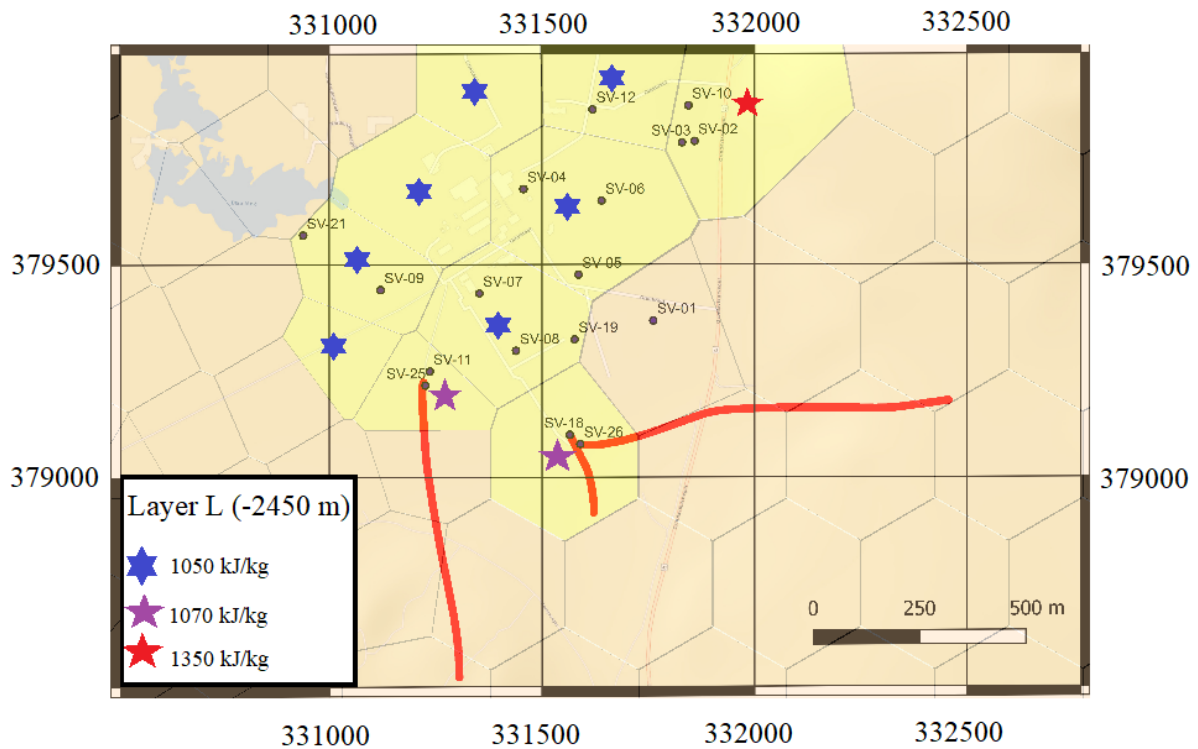 331000 331500 332000 332500
SV-12
SV-10
SV-03 SV-02
SV-04
SV-06
SV-21
379500 379500
SV-05
SV-09
SV-07
SV-01
SV-19
SV-08
SV-11
SV-25
SV-18
SV-26
379000 379000
Layer L (-2450 m)
1050 kJ/kg
1070 kJ/kg
1350 kJ/kg
0 250 500 m
331000 331500 332000 332500